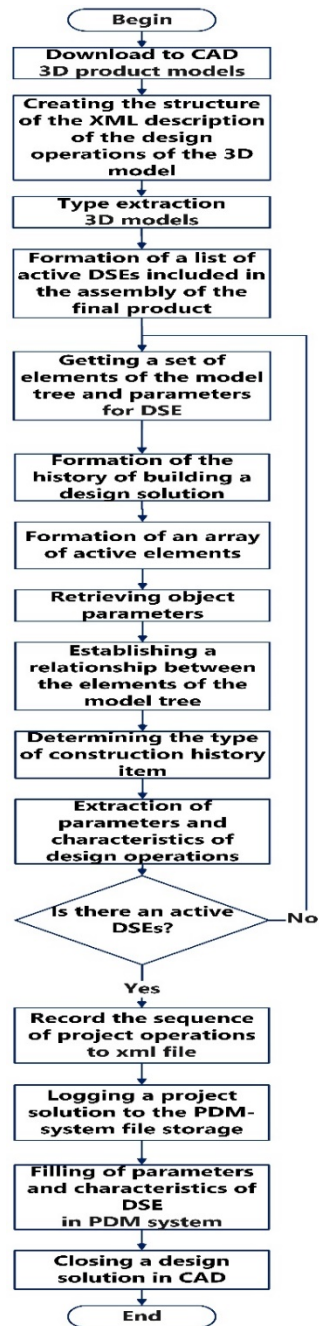 Begin
Download to CAD
3D product models
Creating the structure
of the XML description
of the design
operations of the 3D
model
Type extraction
3D models
Formation of a list of
active DSEs included in
the assembly of the
final product
Getting a set of
elements of the model
tree and parameters
for DSE
Formation of the
history of building a
design solution
Formation of an array
of active elements
Retrieving object
parameters
Establishing a
relationship between
the elements of the
model tree
Determining the type
of construction history
item
Extraction of
parameters and
characteristics of
design operations
Is there an active
DSEs?
No
Yes
Record the sequence
of project operations
to xml file
Logging a project
solution to the PDM-
system file storage
Filling of parameters
and characteristics of
DSE
in PDM system
Closing a design
solution in CAD
End